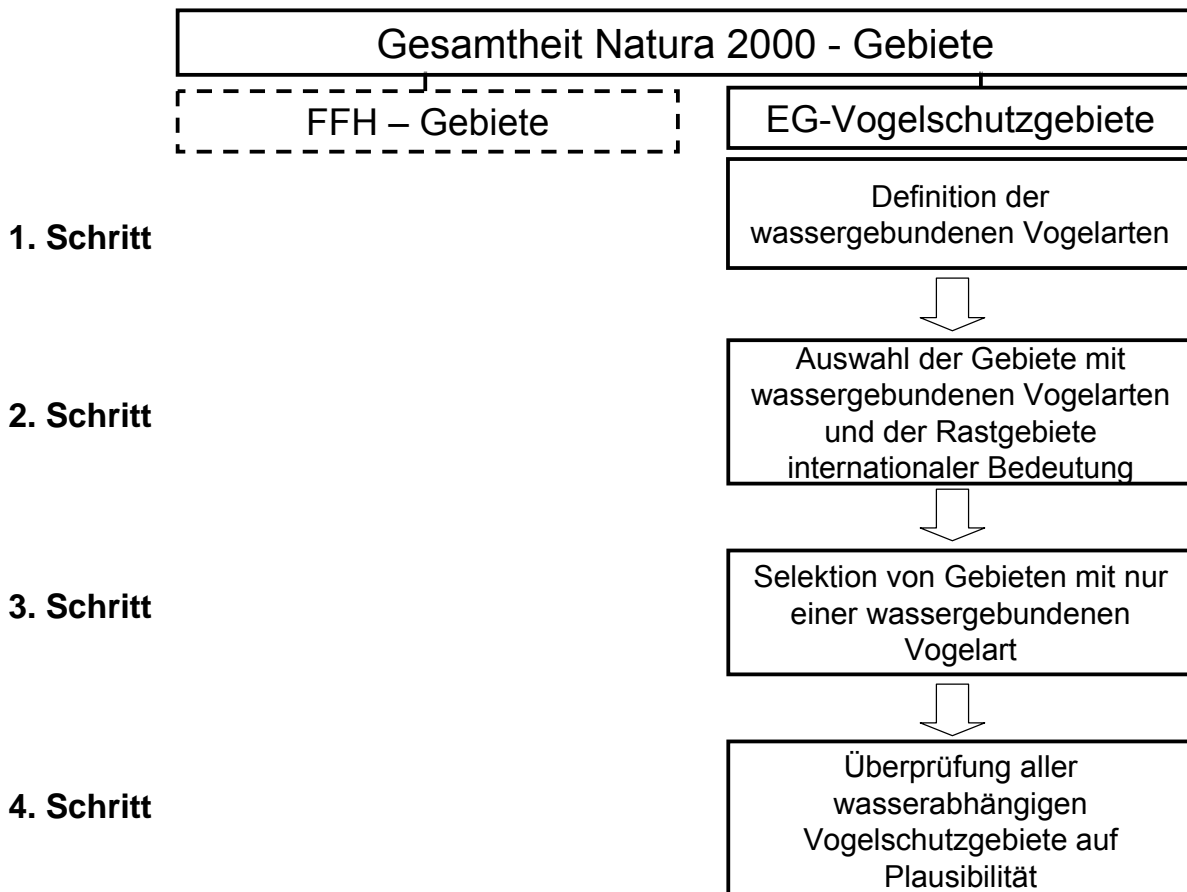 Gesamtheit Natura 2000 - Gebiete
FFH – Gebiete
EG-Vogelschutzgebiete
1. Schritt
Definition der
wassergebundenen Vogelarten
2. Schritt
Auswahl der Gebiete mit
wassergebundenen Vogelarten
und der Rastgebiete
internationaler Bedeutung
3. Schritt
Selektion von Gebieten mit nur
einer wassergebundenen
Vogelart
4. Schritt
Überprüfung aller
wasserabhängigen
Vogelschutzgebiete auf
Plausibilität